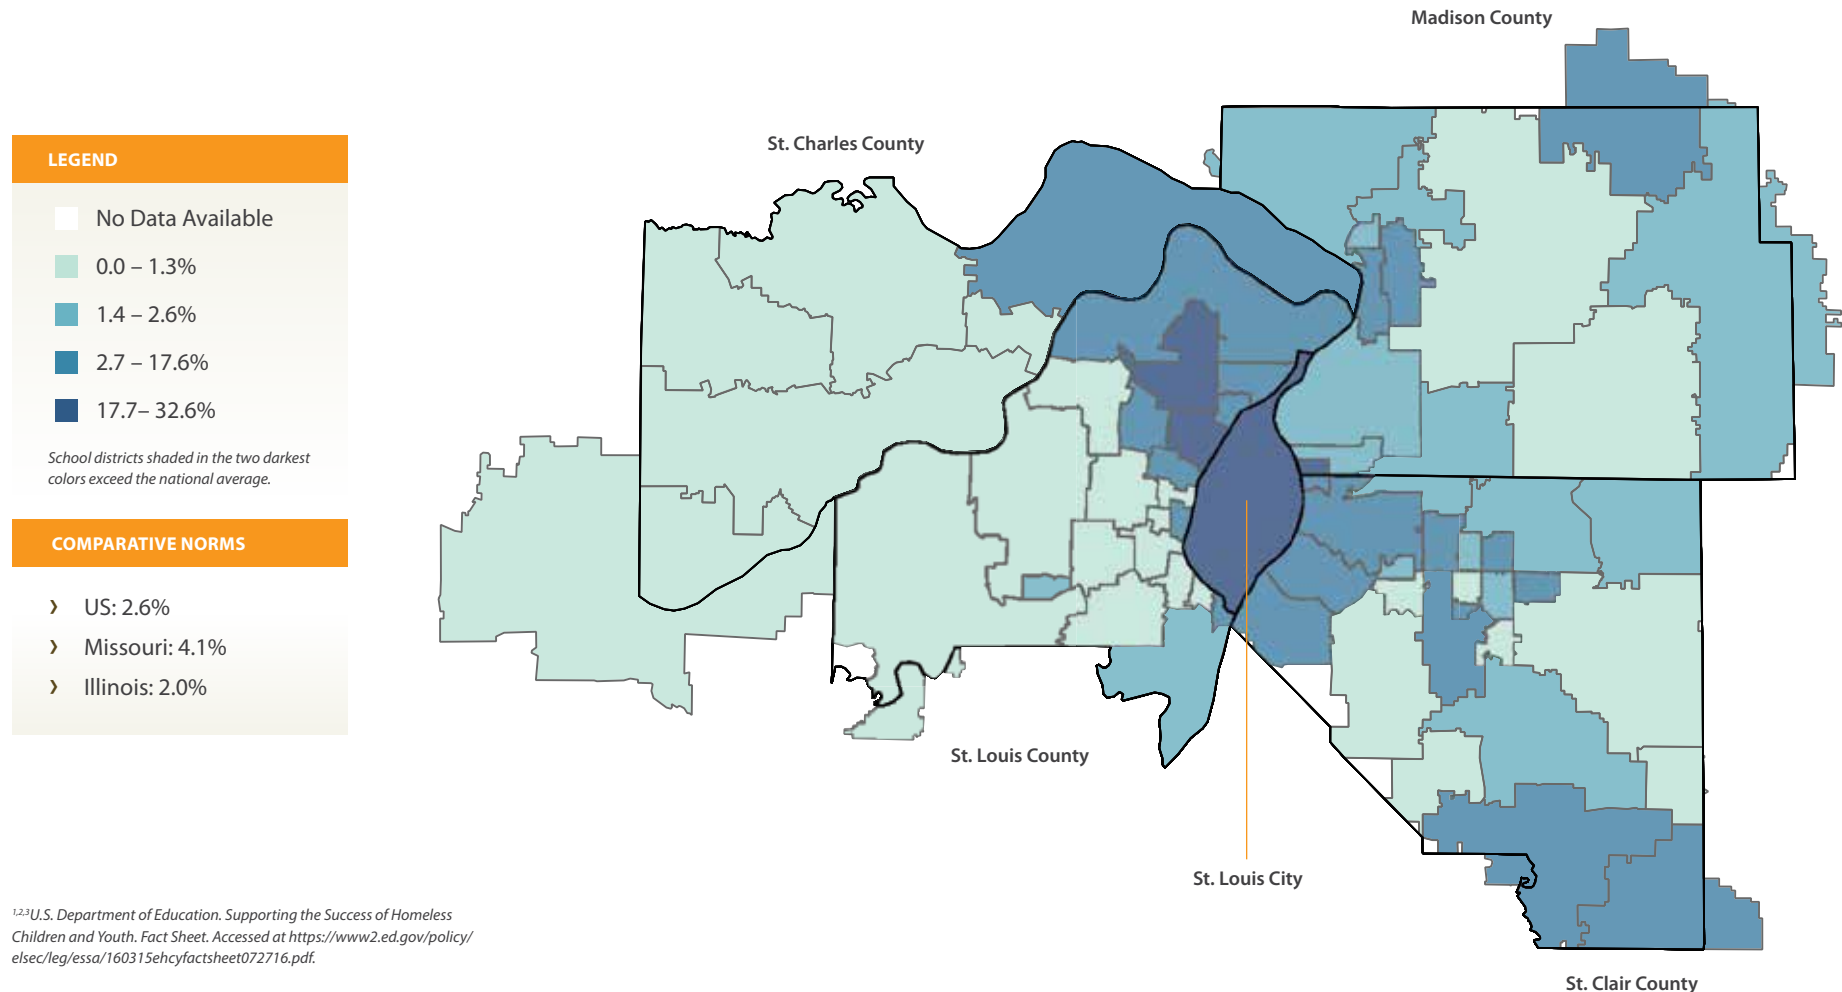 Madison County
St. Charles County
LEGEND
No Data Available
0.0 – 1.3%
1.4 – 2.6%
2.7 – 17.6%
17.7– 32.6%
School districts shaded in the two darkest
colors exceed the national average.
COMPARATIVE NORMS
› US: 2.6%
› Missouri: 4.1%
› Illinois: 2.0%
St. Louis County
St. Louis City
1,2,3U.S. Department of Education. Supporting the Success of Homeless
Children and Youth. Fact Sheet. Accessed at https://www2.ed.gov/policy/
elsec/leg/essa/160315ehcyfactsheet072716.pdf.
St. Clair County